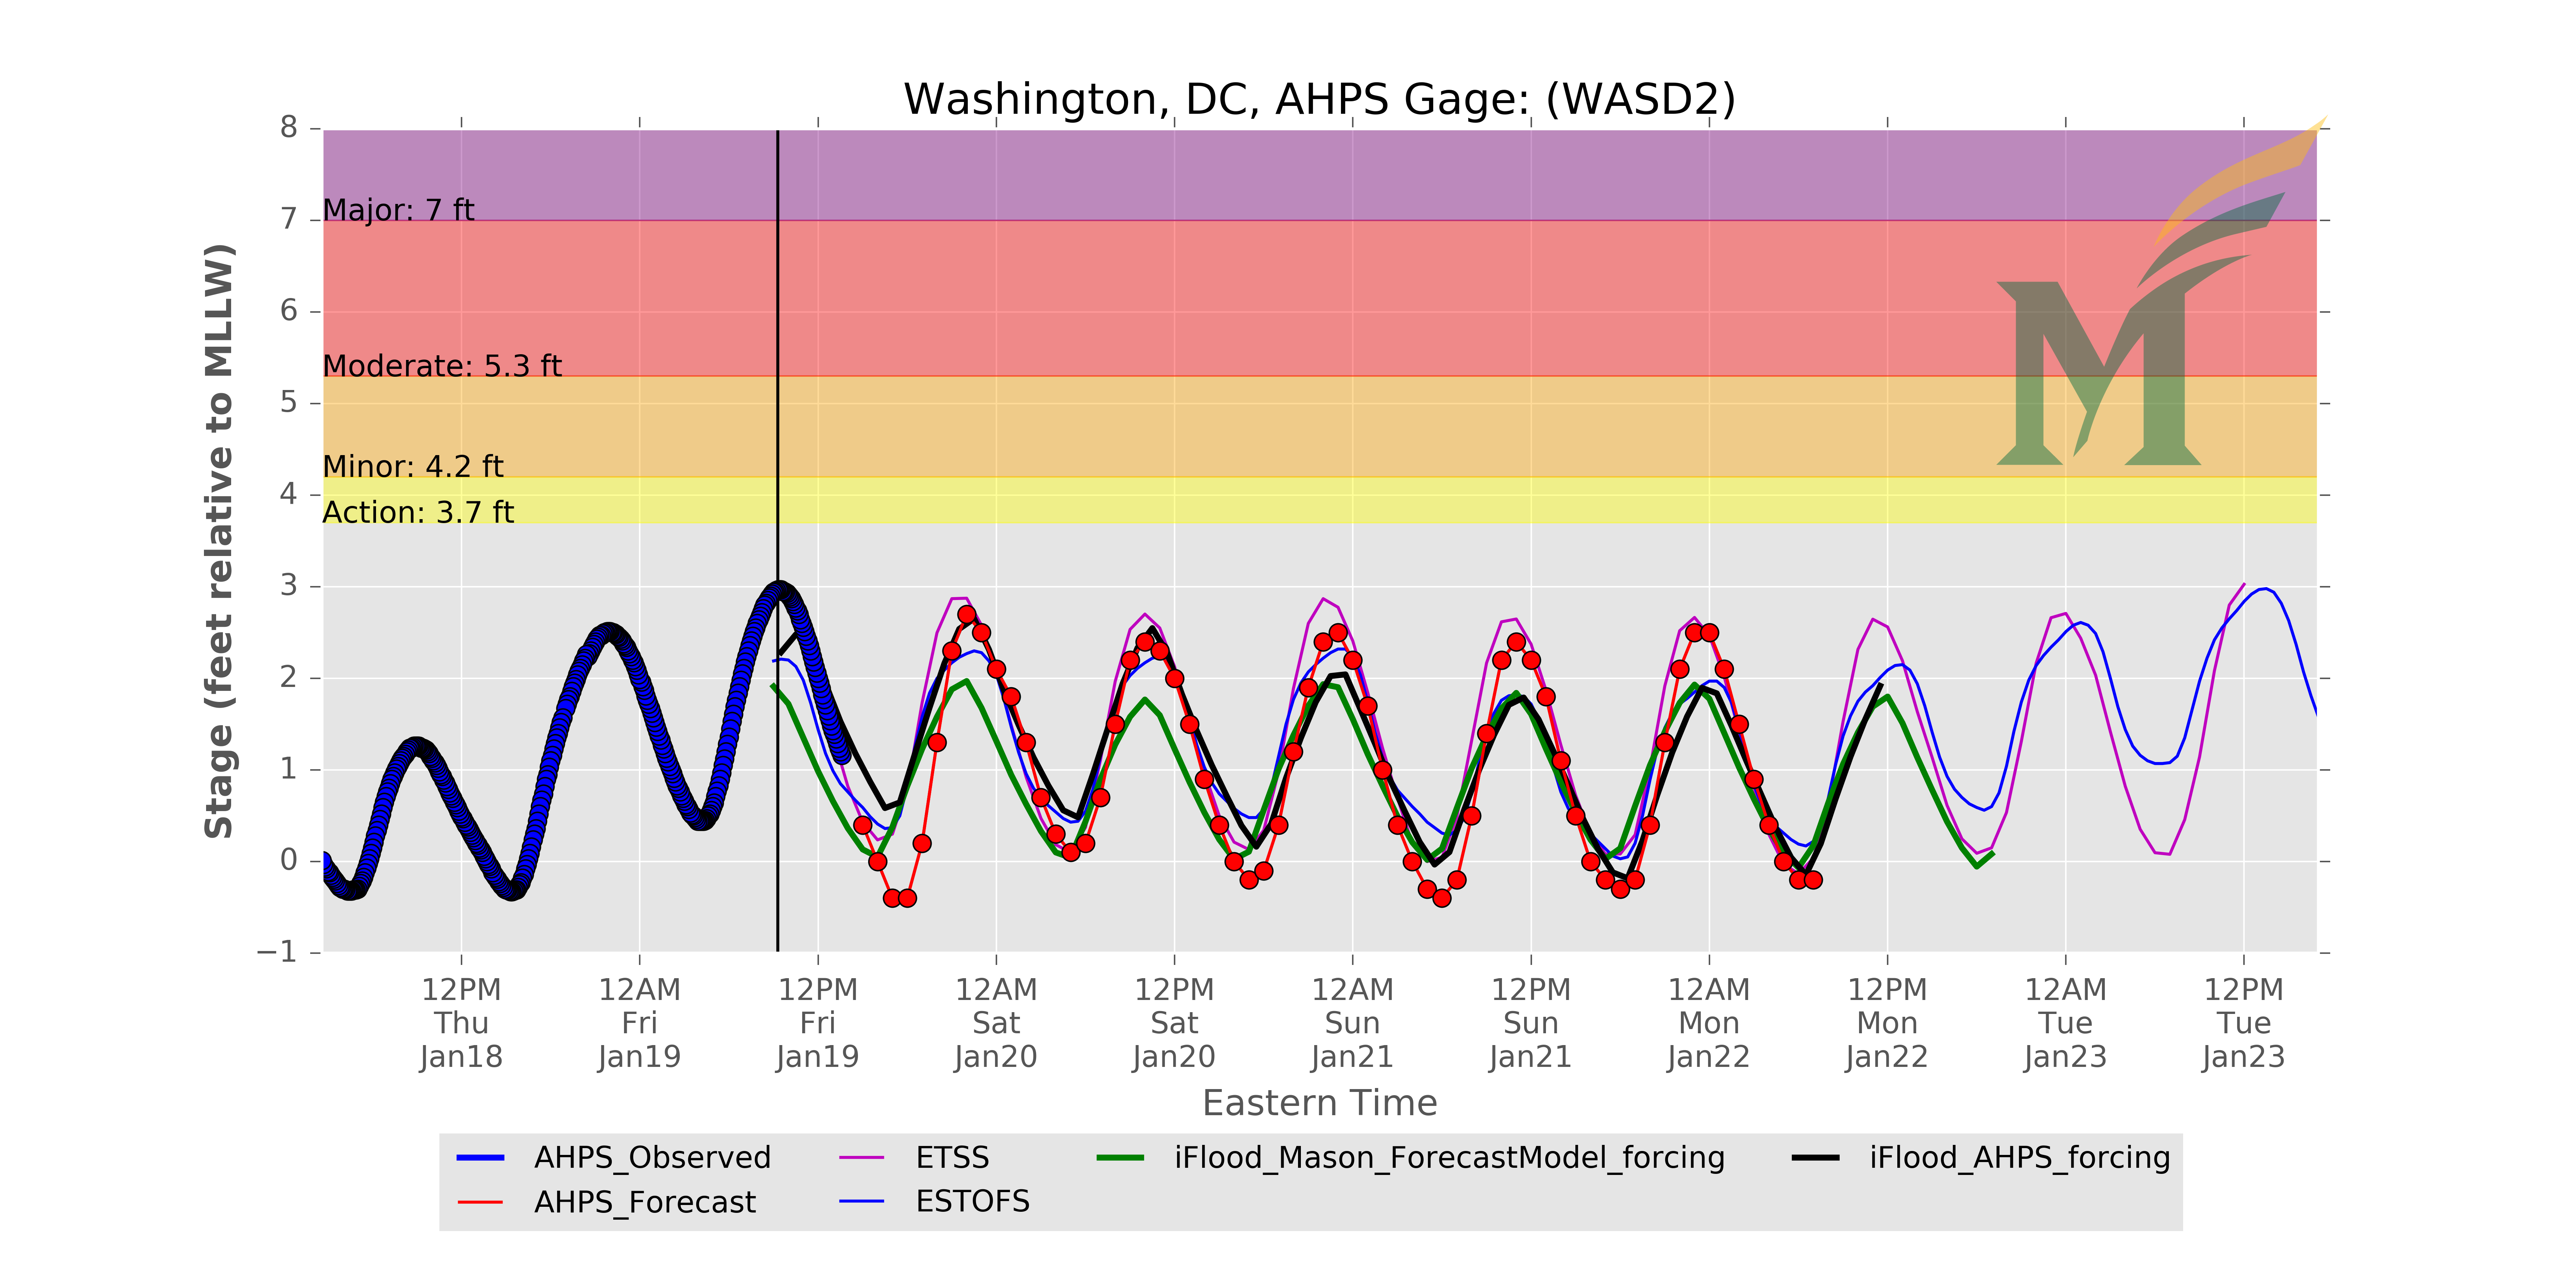 Washington, DC, AHPS Gage: (WASD2)
Stage (feet relative to MLLW)
8
7
6
5
4
3
2
1
0
−1
Major: 7 ft
Moderate: 5.3 ft
Minor: 4.2 ft
Action: 3.7 ft
M
12PM Thu Jan18
12AM Fri Jan19
12PM Fri Jan19
12AM Sat Jan20
12PM Sat Jan20
12AM Sun Jan21
12PM Sun Jan21
12AM Mon Jan22
12PM Mon Jan22
12AM Tue Jan23
12PM Tue Jan23
Eastern Time
AHPS_Observed
AHPS_Forecast
ETSS
ESTOFS
iFlood_Mason_ForecastModel_forcing
iFlood_AHPS_forcing